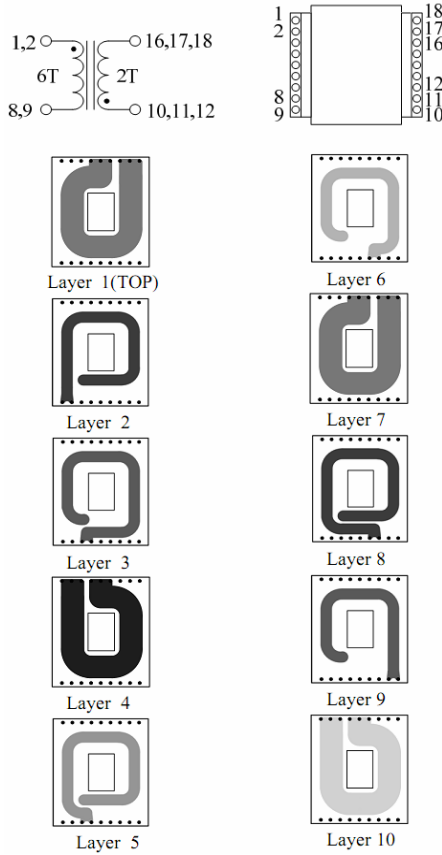 1,2 16,17,18
6T 2T
8,9 10,11,12
1 18
2 17
16
8 12
11
9 10
Layer 1(TOP)
Layer 6
Layer 2
Layer 7
Layer 3
Layer 8
Layer 4
Layer 9
Layer 5
Layer 10